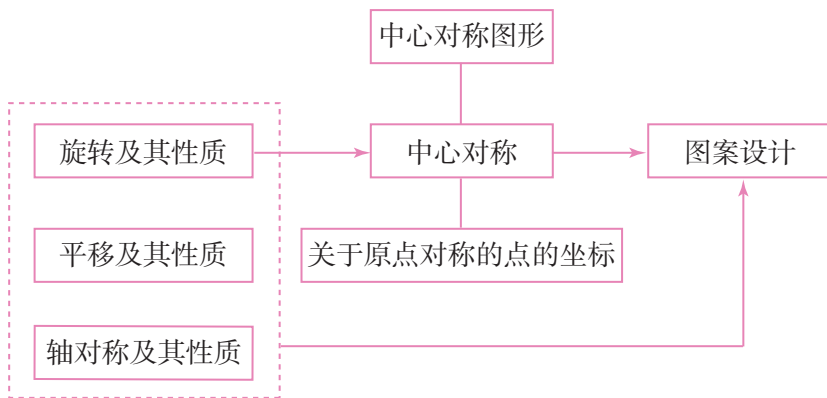 中心对称图形
旋转及其性质
中心对称
图案设计
平移及其性质
关于原点对称的点的坐标
轴对称及其性质